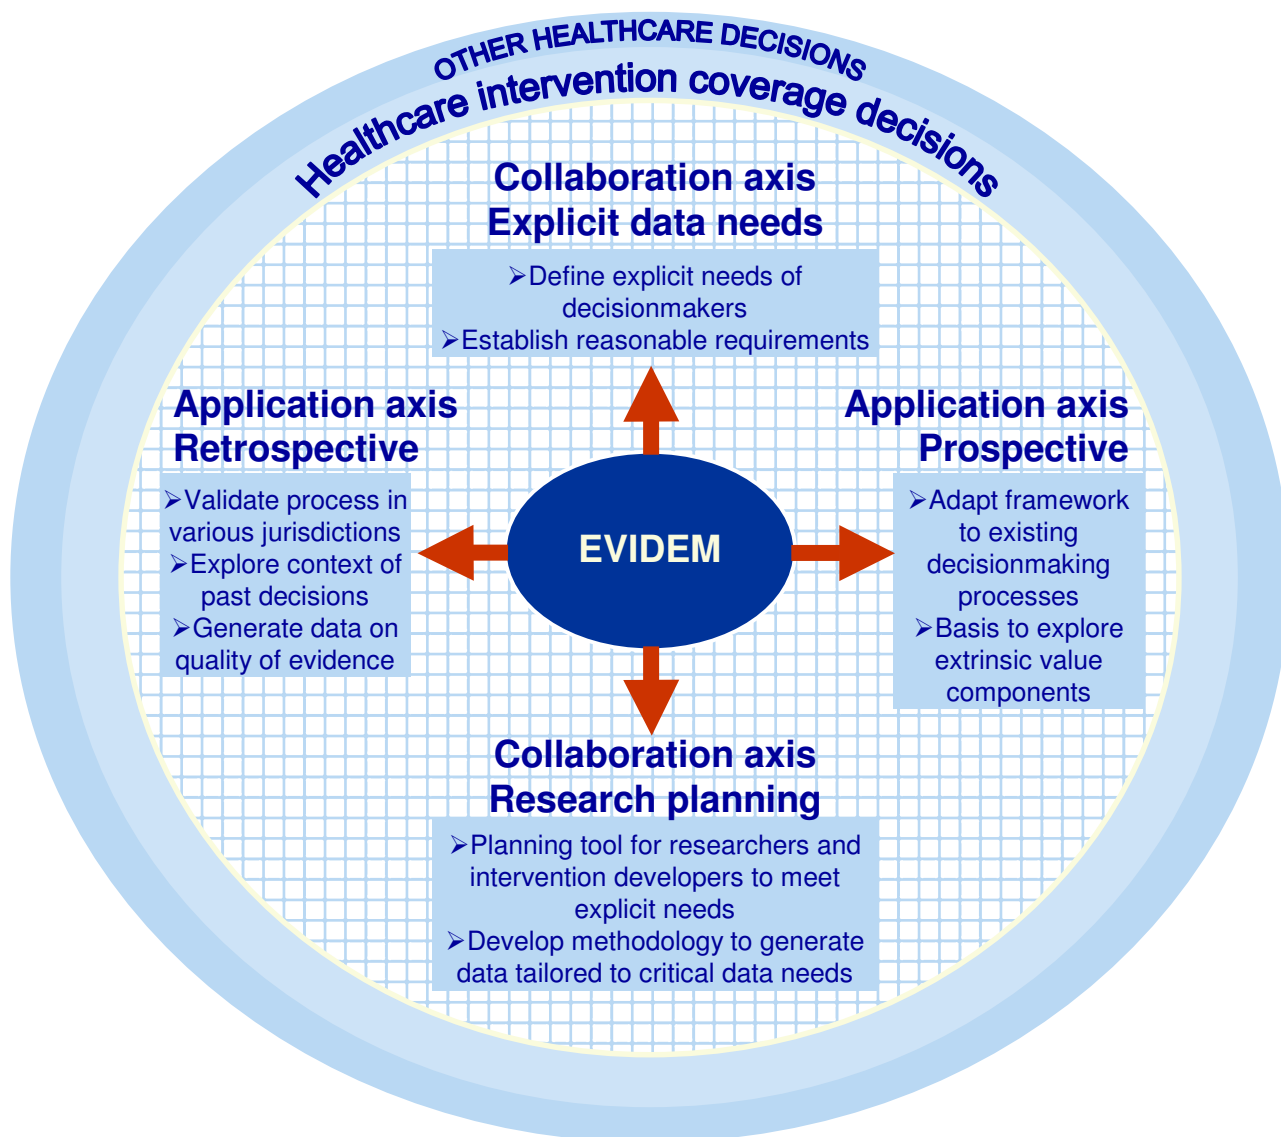 OTHER HEALTHCARE DECISIONS
Healthcare intervention coverage decisions
Collaboration axis
Explicit data needs
➢Define explicit needs of
decisionmakers
➢Establish reasonable requirements
Application axis
Retrospective
➢Validate process in
various jurisdictions
➢Explore context of
past decisions
➢Generate data on
quality of evidence
EVIDEM
Application axis
Prospective
➢Adapt framework
to existing
decisionmaking
processes
➢Basis to explore
extrinsic value
components
Collaboration axis
Research planning
➢Planning tool for researchers and
intervention developers to meet
explicit needs
➢Develop methodology to generate
data tailored to critical data needs